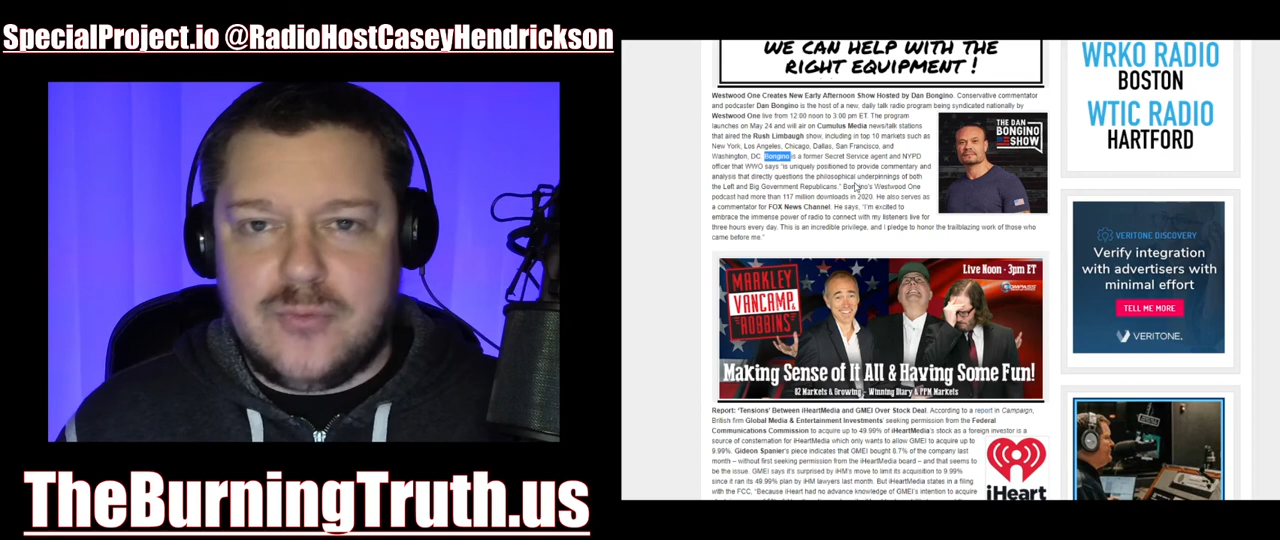 SpecialProject.io @RadioHostCaseyHendrickson
TheBurningTruth.us
WE CAN HELP WITH THE
RIGHT EQUIPMENT !
Westwood One Creates New Early Afternoon Show Hosted by Dan Bongino. Conservative commentator
and podcaster Dan Bongino is the host of a new, daily talk radio program being syndicated nationally by
Westwood One live from 12:00 noon to 3:00 pm ET. The program
launches on May 24 and will air on Cumulus Media news/talk stations
that aired the Rush Limbaugh show, including in top 10 markets such as
New York, Los Angeles, Chicago, Dallas, San Francisco, and
Washington, DC. Bongino is a former Secret Service agent and NYPD
officer that WWO says "is uniquely positioned to provide commentary and
analysis that directly questions the philosophical underpinnings of both
the Left and Big Government Republicans." Bongino's Westwood One
podcast had more than 117 million downloads in 2020. He also serves as
a commentator for FOX News Channel. He says, "I'm excited to
embrace the immense power of radio to connect with my listeners live for
three hours every day. This is an incredible privilege, and I pledge to honor the trailblazing work of those who
came before me."
THE DAN
BONGINO
SHOW
MARKLEY
VANCAMP
&
ROBBINS
Live Noon - 3pm ET
COMPASS
Making Sense of It All & Having Some Fun!
62 Markets & Growing - Winning Diary & PPM Markets
Report: 'Tensions' Between iHeartMedia and GMEI Over Stock Deal. According to a report in Campaign,
British firm Global Media & Entertainment Investments' seeking permission from the Federal
Communications Commission to acquire up to 49.99% of iHeartMedia's stock as a foreign investor is a
source of consternation for iHeartMedia which only wants to allow GMEI to acquire up to
9.99%. Gideon Spanier's piece indicates that GMEI bought 8.7% of the company last
month – without first seeking permission from the iHeartMedia board – and that seems to
be the issue. GMEI says it's surprised by iHM's move to limit its acquisition to 9.99%
since it ran its 49.99% plan by iHM lawyers last month. But iHeartMedia states in a filing
with the FCC, "Because iHeart had no advance knowledge of GMEI's intention to acquire
iHeart
WRKO RADIO
BOSTON
WTIC RADIO
HARTFORD
VERITONE DISCOVERY
Verify integration
with advertisers with
minimal effort
TELL ME MORE
VERITONE.